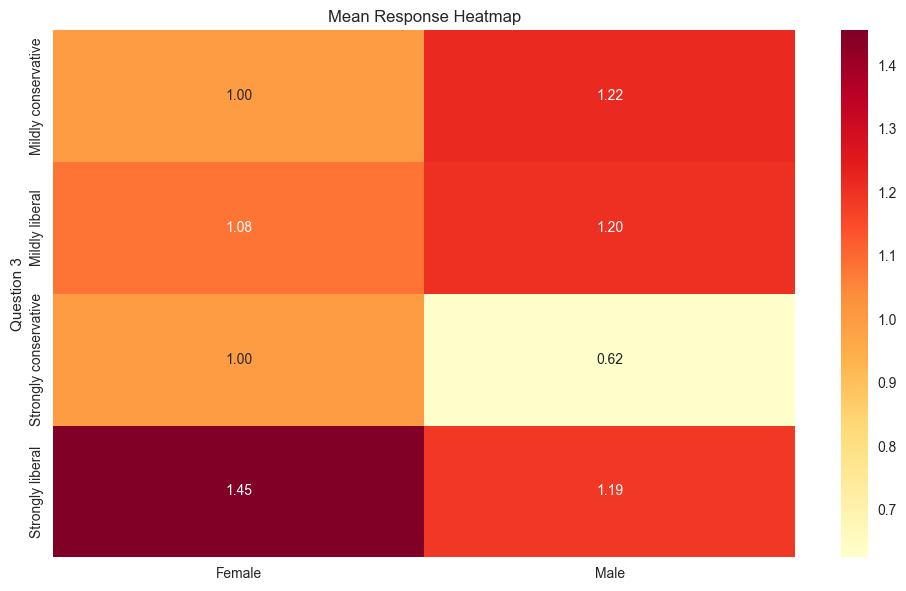 Mean Response Heatmap
Question 3
Mildly conservative
1.00
1.22
Mildly liberal
1.08
1.20
Strongly conservative
1.00
0.62
Strongly liberal
1.45
1.19
Female
Male
1.4
1.3
1.2
1.1
1.0
0.9
0.8
0.7